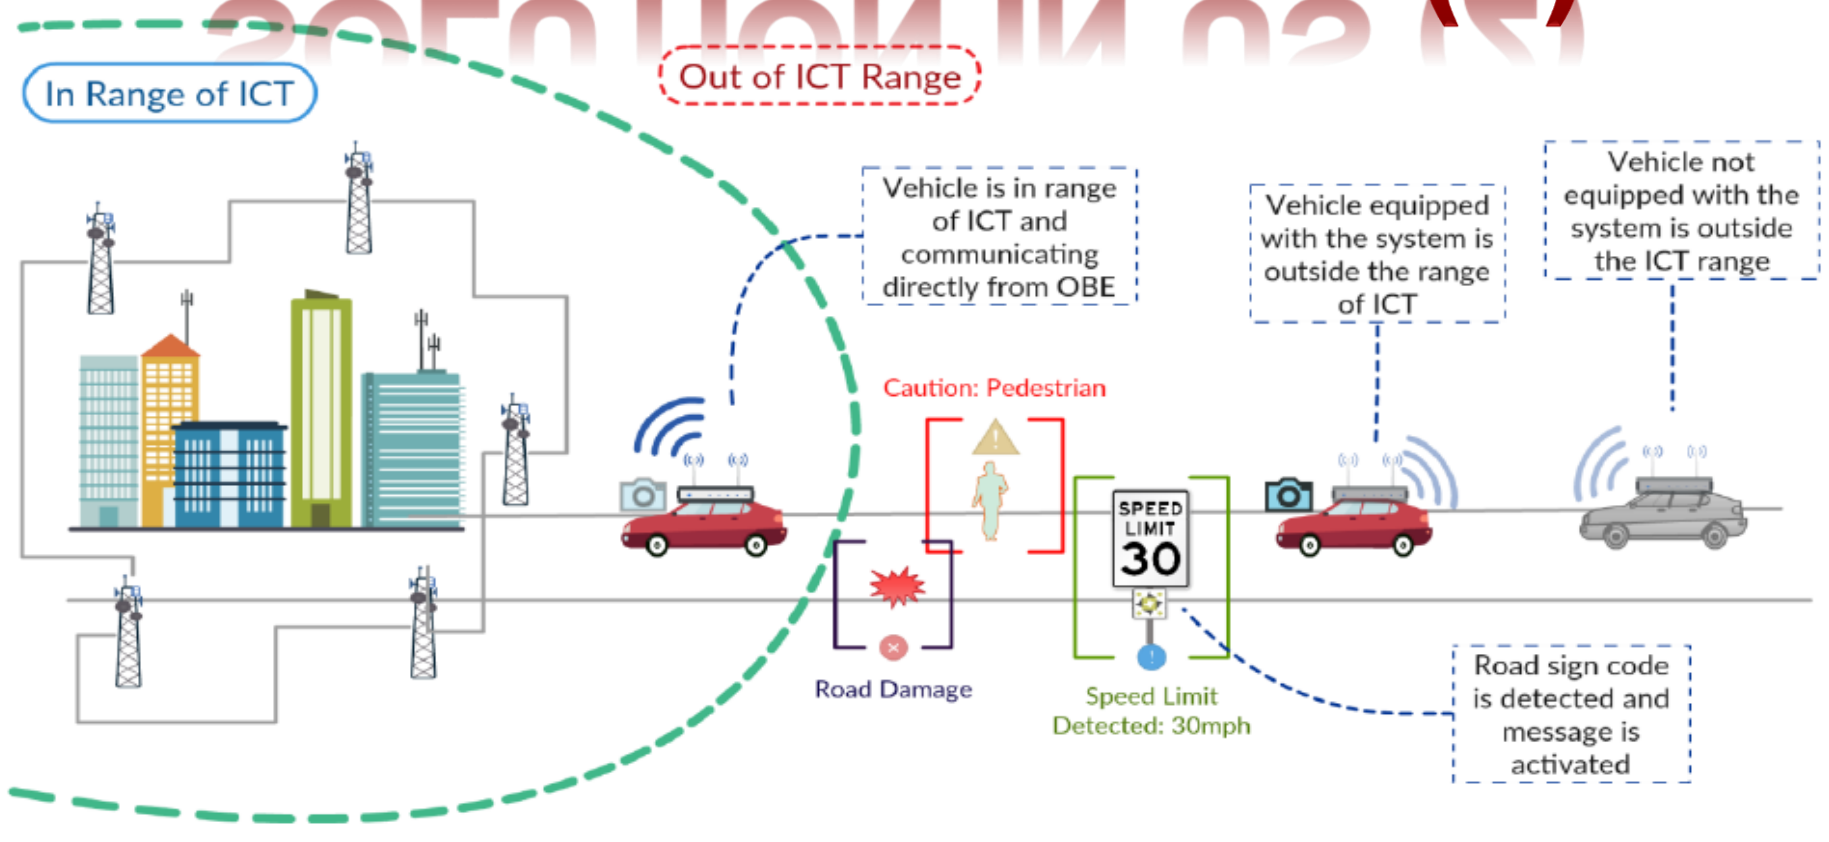 In Range of ICT
Out of ICT Range
Vehicle is in range
of ICT and
communicating
directly from OBE
Vehicle equipped
with the system is
outside the range
of ICT
Vehicle not
equipped with the
system is outside
the ICT range
Caution: Pedestrian
SPEED
LIMIT
30
Road Damage
Speed Limit
Detected: 30mph
Road sign code
is detected and
message is
activated